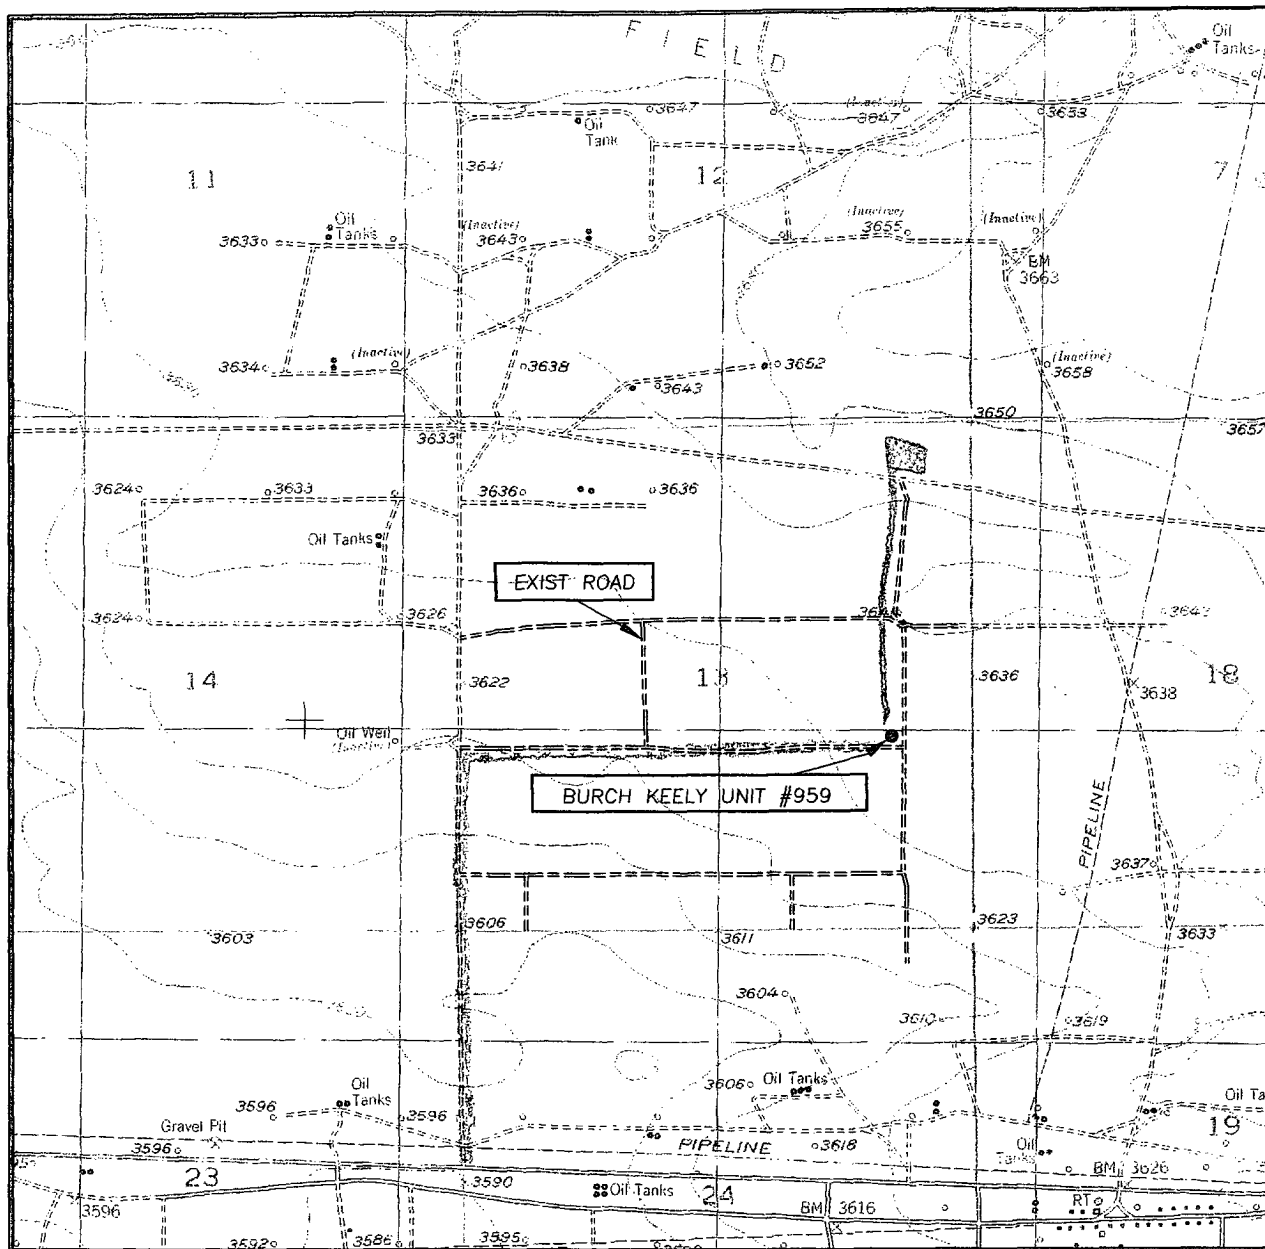 FIELD
Oil
Tanks
3647
(Inactive)
3647
3653
Oil
Tank
3641
11
12
7
Oil
Tanks
3633
(Inactive)
3643
(Inactive)
3655
(Inactive)
BM
3663
3634
(Inactive)
3638
3643
3652
(Inactive)
3658
3633
3650
3657
3624
3633
3636
3636
Oil Tanks
EXIST ROAD
3624
3626
3643
14
3622
13
3636
3638
18
Oil Well
(Inactive)
BURCH KEELY UNIT #959
PIPELINE
3637
3603
3606
3611
3623
3633
3604
3610
3619
Oil
Tanks
3606
Oil Tanks
3596
3596
Oil Ta
Gravel Pit
3596
PIPELINE
3618
Oil
Tanks
19
23
BM 3626
3590
Oil Tanks
24
RT
3596
BM 3616
3592
3586
3595